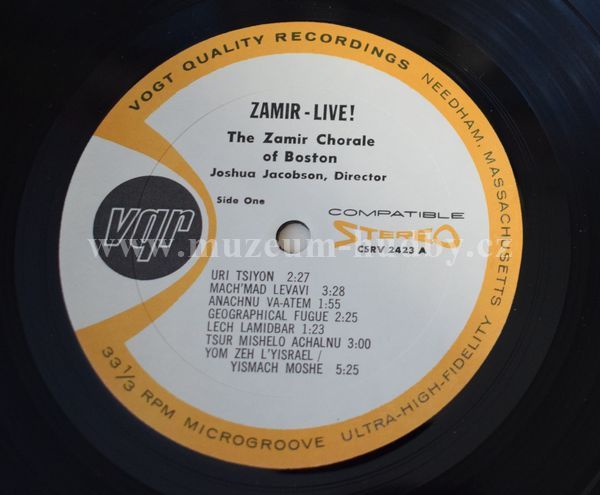 VOGT QUALITY RECORDINGS
NEEDHAM, MASSACHUSETTS
ZAMIR - LIVE!
The Zamir Chorale
of Boston
Joshua Jacobson, Director
Side One
COMPATIBLE
STEREO
CSRV 2423 A
vqr
www.muzeum-hudby.cz
URI TSIYON 2:27
MACH'MAD LEVAVI 3:28
ANACHNU VA-ATEM 1:55
GEOGRAPHICAL FUGUE 2:25
LECH LAMIDBAR 1:23
TSUR MISHELO ACHALNU 3:00
YOM ZEH L'YISRAEL /
YISMACH MOSHE 5:25
33 1/3 RPM MICROGROOVE ULTRA-HIGH-FIDELITY